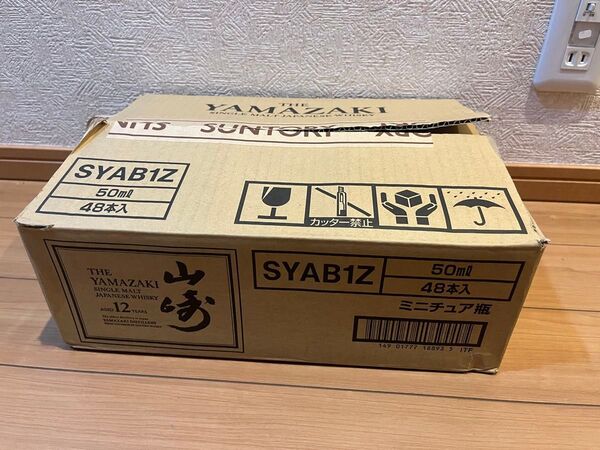 THE
YAMAZAKI
SINGLE MALT JAPANESE WHISKY
SUNTORY
SYAB1Z
50ml
48本入
カッター禁止
THE
YAMAZAKI
SINGLE MALT
JAPANESE WHISKY
AGED 12 YEARS
山崎
SYAB1Z
50ml
48本入
ミニチュア瓶